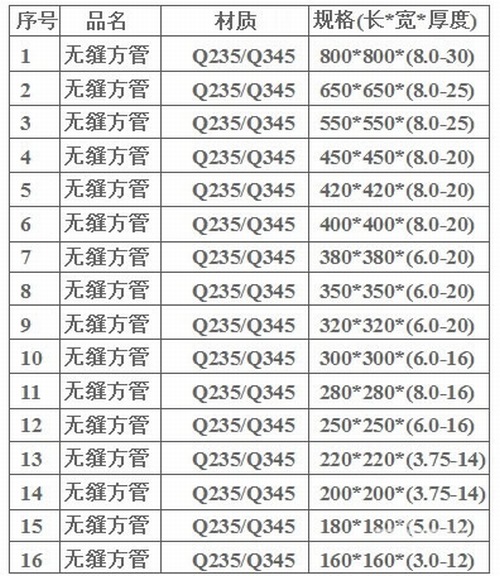 序号 品名 材质 规格(长*宽*厚度)
1 无缝方管 Q235/Q345 800*800*(8.0-30)
2 无缝方管 Q235/Q345 650*650*(8.0-25)
3 无缝方管 Q235/Q345 550*550*(8.0-25)
4 无缝方管 Q235/Q345 450*450*(8.0-20)
5 无缝方管 Q235/Q345 420*420*(8.0-20)
6 无缝方管 Q235/Q345 400*400*(8.0-20)
7 无缝方管 Q235/Q345 380*380*(6.0-20)
8 无缝方管 Q235/Q345 350*350*(6.0-20)
9 无缝方管 Q235/Q345 320*320*(6.0-20)
10 无缝方管 Q235/Q345 300*300*(6.0-16)
11 无缝方管 Q235/Q345 280*280*(8.0-16)
12 无缝方管 Q235/Q345 250*250*(6.0-16)
13 无缝方管 Q235/Q345 220*220*(3.75-14)
14 无缝方管 Q235/Q345 200*200*(3.75-14)
15 无缝方管 Q235/Q345 180*180*(5.0-12)
16 无缝方管 Q235/Q345 160*160*(3.0-12)